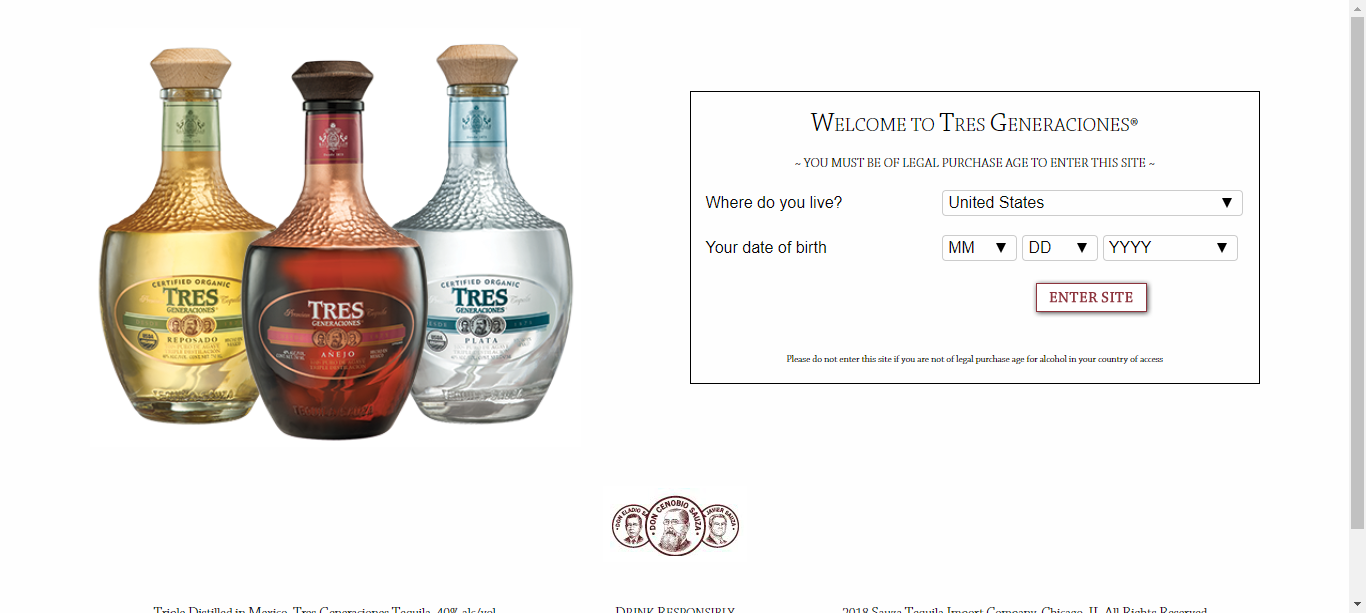 WELCOME TO TRES GENERACIONES®
~ YOU MUST BE OF LEGAL PURCHASE AGE TO ENTER THIS SITE ~
Where do you live?
United States ▼
Your date of birth
MM ▼ DD ▼ YYYY ▼
ENTER SITE
Please do not enter this site if you are not of legal purchase age for alcohol in your country of access
CERTIFIED ORGANIC
TRES
GENERACIONES
REPOSADO
TRES
GENERACIONES
AÑEJO
CERTIFIED ORGANIC
TRES
GENERACIONES
PLATA
DON CENOBIO SAUZA
JAVIER SAUZA
Triple Distilled in Mexico. Tres Generaciones Tequila, 40% alc/vol.
DRINK RESPONSIBLY
2018 Sauza Tequila Import Company, Chicago, IL All Rights Reserved